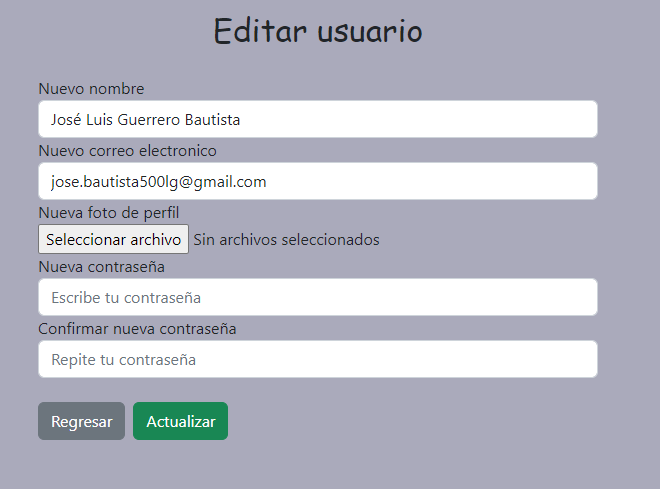 Editar usuario
Nuevo nombre
José Luis Guerrero Bautista
Nuevo correo electronico
jose.bautista500lg@gmail.com
Nueva foto de perfil
Seleccionar archivo Sin archivos seleccionados
Nueva contraseña
Escribe tu contraseña
Confirmar nueva contraseña
Repite tu contraseña
Regresar Actualizar